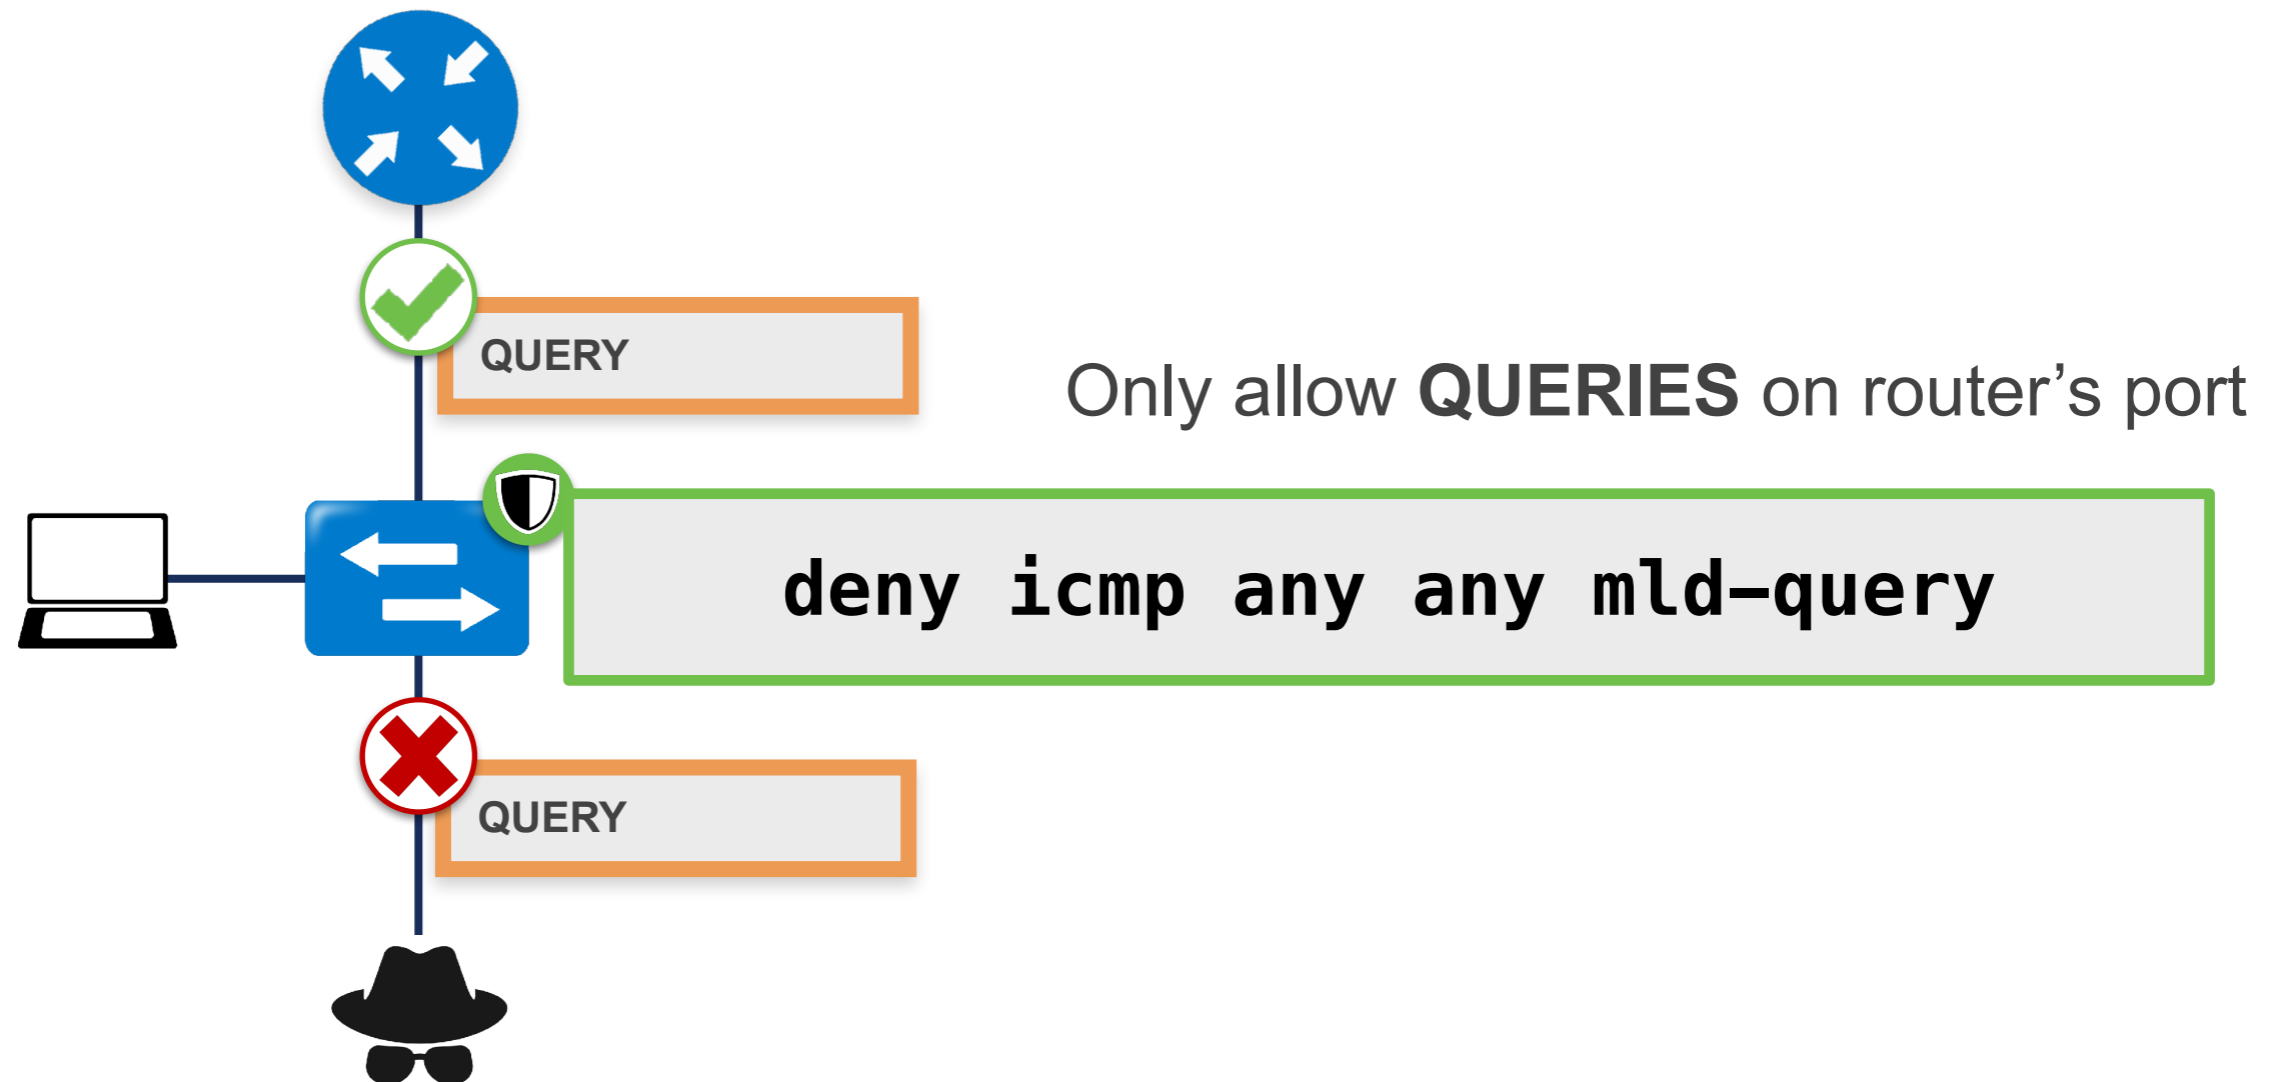 QUERY
Only allow QUERIES on router’s port
deny icmp any any mld-query
QUERY